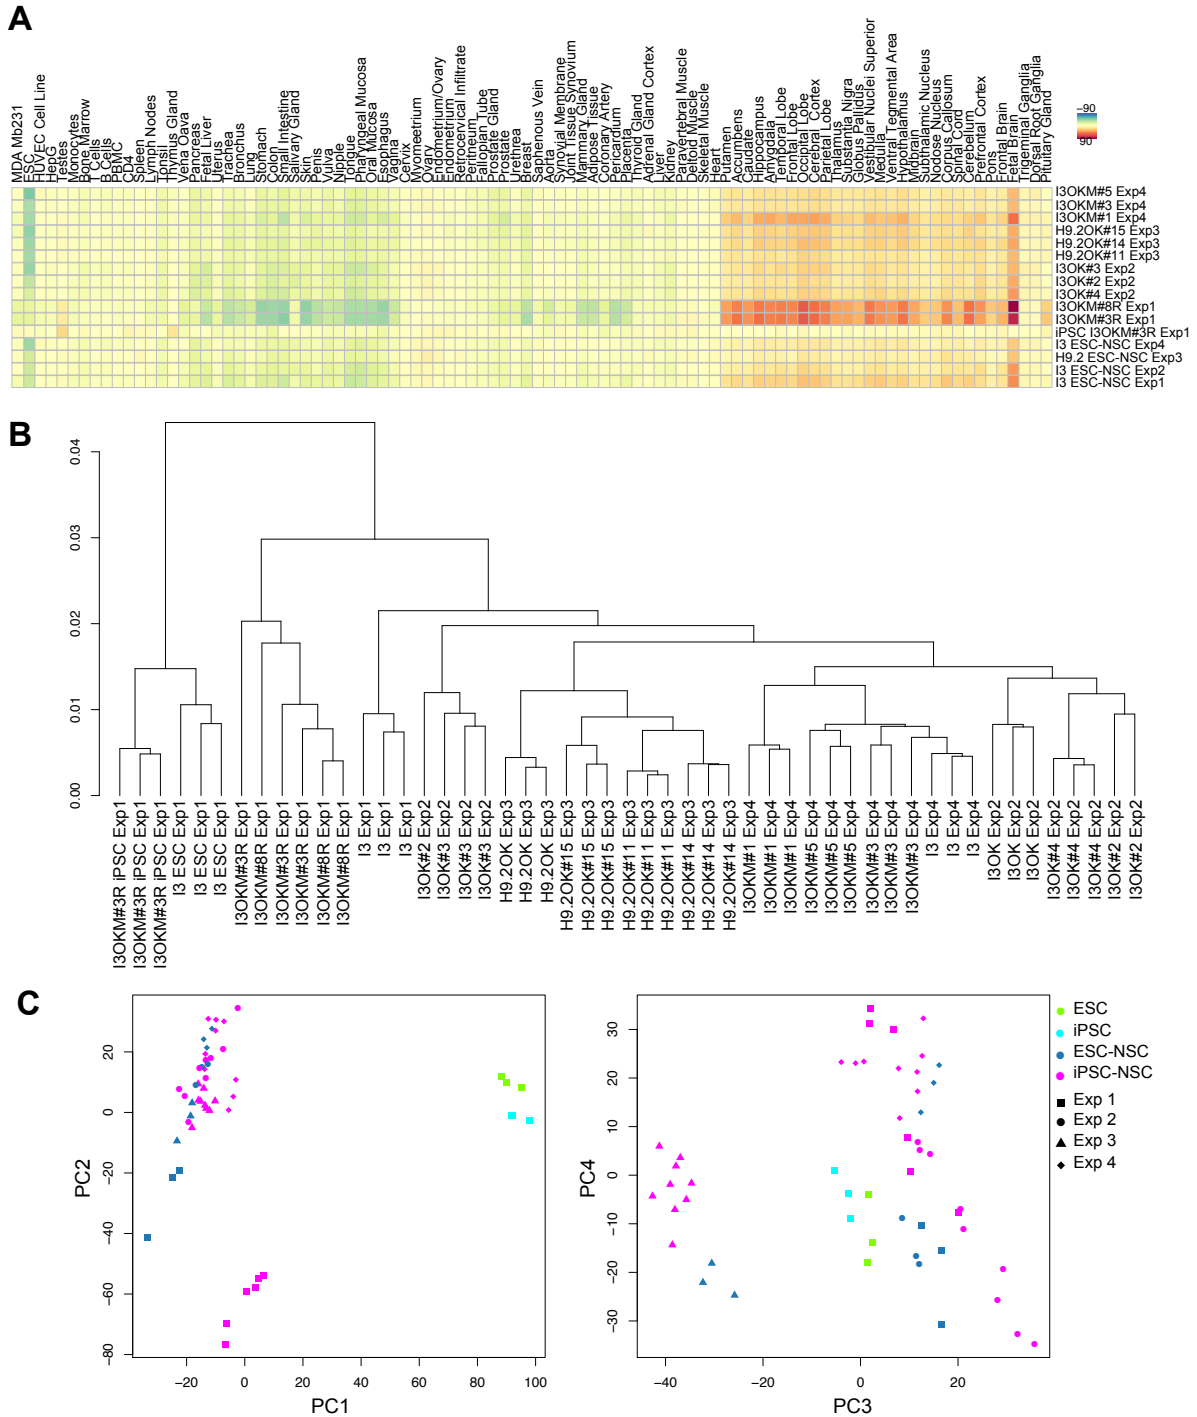 A
MDA Mb231
ESC
HUVEC Cell Line
HepG
Testes
Monocytes
Bone Marrow
T Cells
B Cells
PBMC
CD4
Spleen
Lymph Nodes
Tonsil
Thymus Gland
Vena Cava
Pancreas
Fetal Liver
Uterus
Trachea
Bronchus
Lung
Stomach
Colon
Small Intestine
Salivary Gland
Skin
Penis
Vulva
Nipple
Tongue
Pharyngeal Mucosa
Oral Mucosa
Esophagus
Vagina
Cervix
Myometrium
Ovary
Endometrium/Ovary
Endometrium
Retrocervical Infiltrate
Peritneum
Fallopian Tube
Prostate Gland
Prostate
Urethrea
Breast
Saphenous Vein
Aorta
Synovial Membrane
Joint Tissue Synovium
Mammary Gland
Adipose Tissue
Coronary Artery
Pericardium
Placenta
Thyroid Gland
Adrenal Gland Cortex
Liver
Kidney
Paravertebral Muscle
Deltoid Muscle
Skeletal Muscle
Heart
Putamen
Accumbens
Caudate
Hippocampus
Amygdala
Temporal Lobe
Frontal Lobe
Occipital Lobe
Cerebral Cortex
Parietal Lobe
Thalamus
Substantia Nigra
Globus Palidus
Vestibular Nuclei Superior
Medulla
Ventral Tegmental Area
Hypothalamus
Midbrain
Subthalamic Nucleus
Nodose Nucleus
Corpus Callosum
Spinal Cord
Cerebellum
Prefrontal Cortex
Pons
Frontal Brain
Fetal Brain
Trigeminal Ganglia
Dorsal Root Ganglia
Pituitary Gland
−90
90
I3OKM#5 Exp4
I3OKM#3 Exp4
I3OKM#1 Exp4
H9.2OK#15 Exp3
H9.2OK#14 Exp3
H9.2OK#11 Exp3
I3OK#3 Exp2
I3OK#2 Exp2
I3OK#4 Exp2
I3OKM#8R Exp1
I3OKM#3R Exp1
iPSC I3OKM#3R Exp1
I3 ESC-NSC Exp4
H9.2 ESC-NSC Exp3
I3 ESC-NSC Exp2
I3 ESC-NSC Exp1
B
0.04
0.03
0.02
0.01
0.00
I3OKM#3R iPSC Exp1
I3OKM#3R iPSC Exp1
I3OKM#3R iPSC Exp1
I3 ESC Exp1
I3 ESC Exp1
I3 ESC Exp1
I3OKM#3R Exp1
I3OKM#8R Exp1
I3OKM#3R Exp1
I3OKM#3R Exp1
I3OKM#8R Exp1
I3OKM#8R Exp1
I3 Exp1
I3 Exp1
I3 Exp1
I3OK#2 Exp2
I3OK#3 Exp2
I3OK#3 Exp2
I3OK#3 Exp2
H9.2OK Exp3
H9.2OK Exp3
H9.2OK Exp3
H9.2OK#15 Exp3
H9.2OK#15 Exp3
H9.2OK#15 Exp3
H9.2OK#11 Exp3
H9.2OK#11 Exp3
H9.2OK#11 Exp3
H9.2OK#14 Exp3
H9.2OK#14 Exp3
H9.2OK#14 Exp3
I3OKM#1 Exp4
I3OKM#1 Exp4
I3OKM#1 Exp4
I3OKM#5 Exp4
I3OKM#5 Exp4
I3OKM#5 Exp4
I3OKM#3 Exp4
I3OKM#3 Exp4
I3OKM#3 Exp4
I3 Exp4
I3 Exp4
I3 Exp4
I3OK Exp2
I3OK Exp2
I3OK Exp2
I3OK#4 Exp2
I3OK#4 Exp2
I3OK#4 Exp2
I3OK#2 Exp2
I3OK#2 Exp2
C
PC2
20
0
−20
−40
−60
−80
−20
0
20
40
60
80
100
PC1
PC4
30
20
10
0
−10
−20
−30
−40
−20
0
20
PC3
ESC
iPSC
ESC-NSC
iPSC-NSC
Exp 1
Exp 2
Exp 3
Exp 4